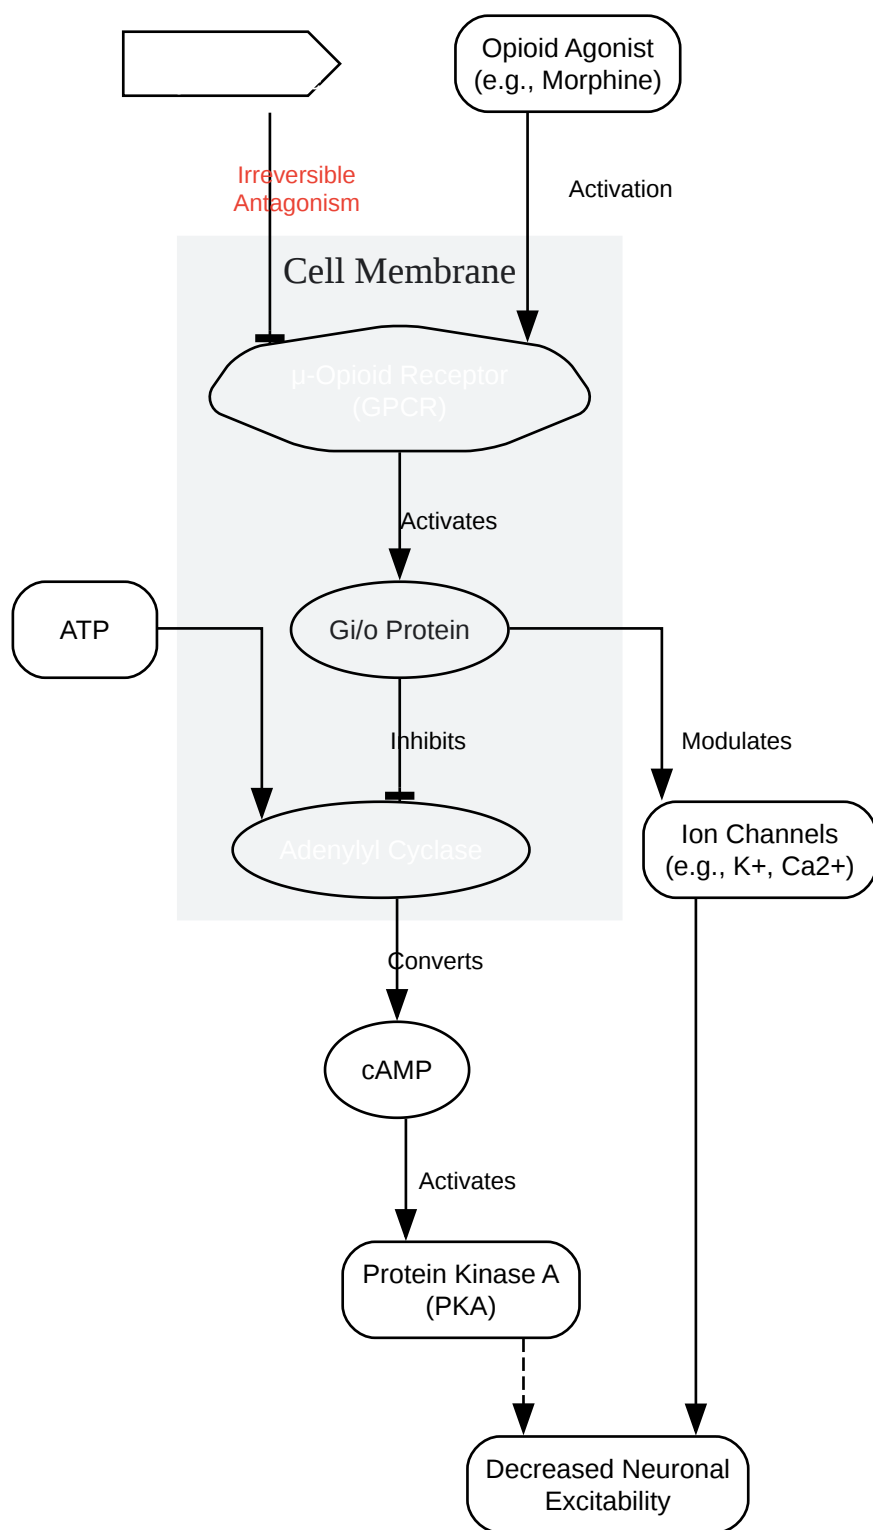 Opioid Agonist
(e.g., Morphine)
Irreversible
Antagonism
Activation
Cell Membrane
μ-Opioid Receptor
(GPCR)
Activates
ATP
Gi/o Protein
Inhibits
Modulates
Adenylyl Cyclase
Ion Channels
(e.g., K+, Ca2+)
Converts
cAMP
Activates
Protein Kinase A
(PKA)
Decreased Neuronal
Excitability